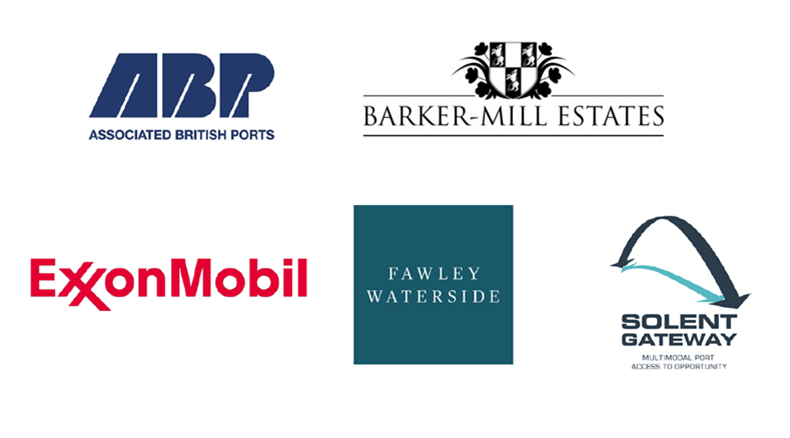 ABP
ASSOCIATED BRITISH PORTS
BARKER-MILL ESTATES
ExxonMobil
FAWLEY
WATERSIDE
SOLENT
GATEWAY
MULTIMODAL PORT
ACCESS TO OPPORTUNITY